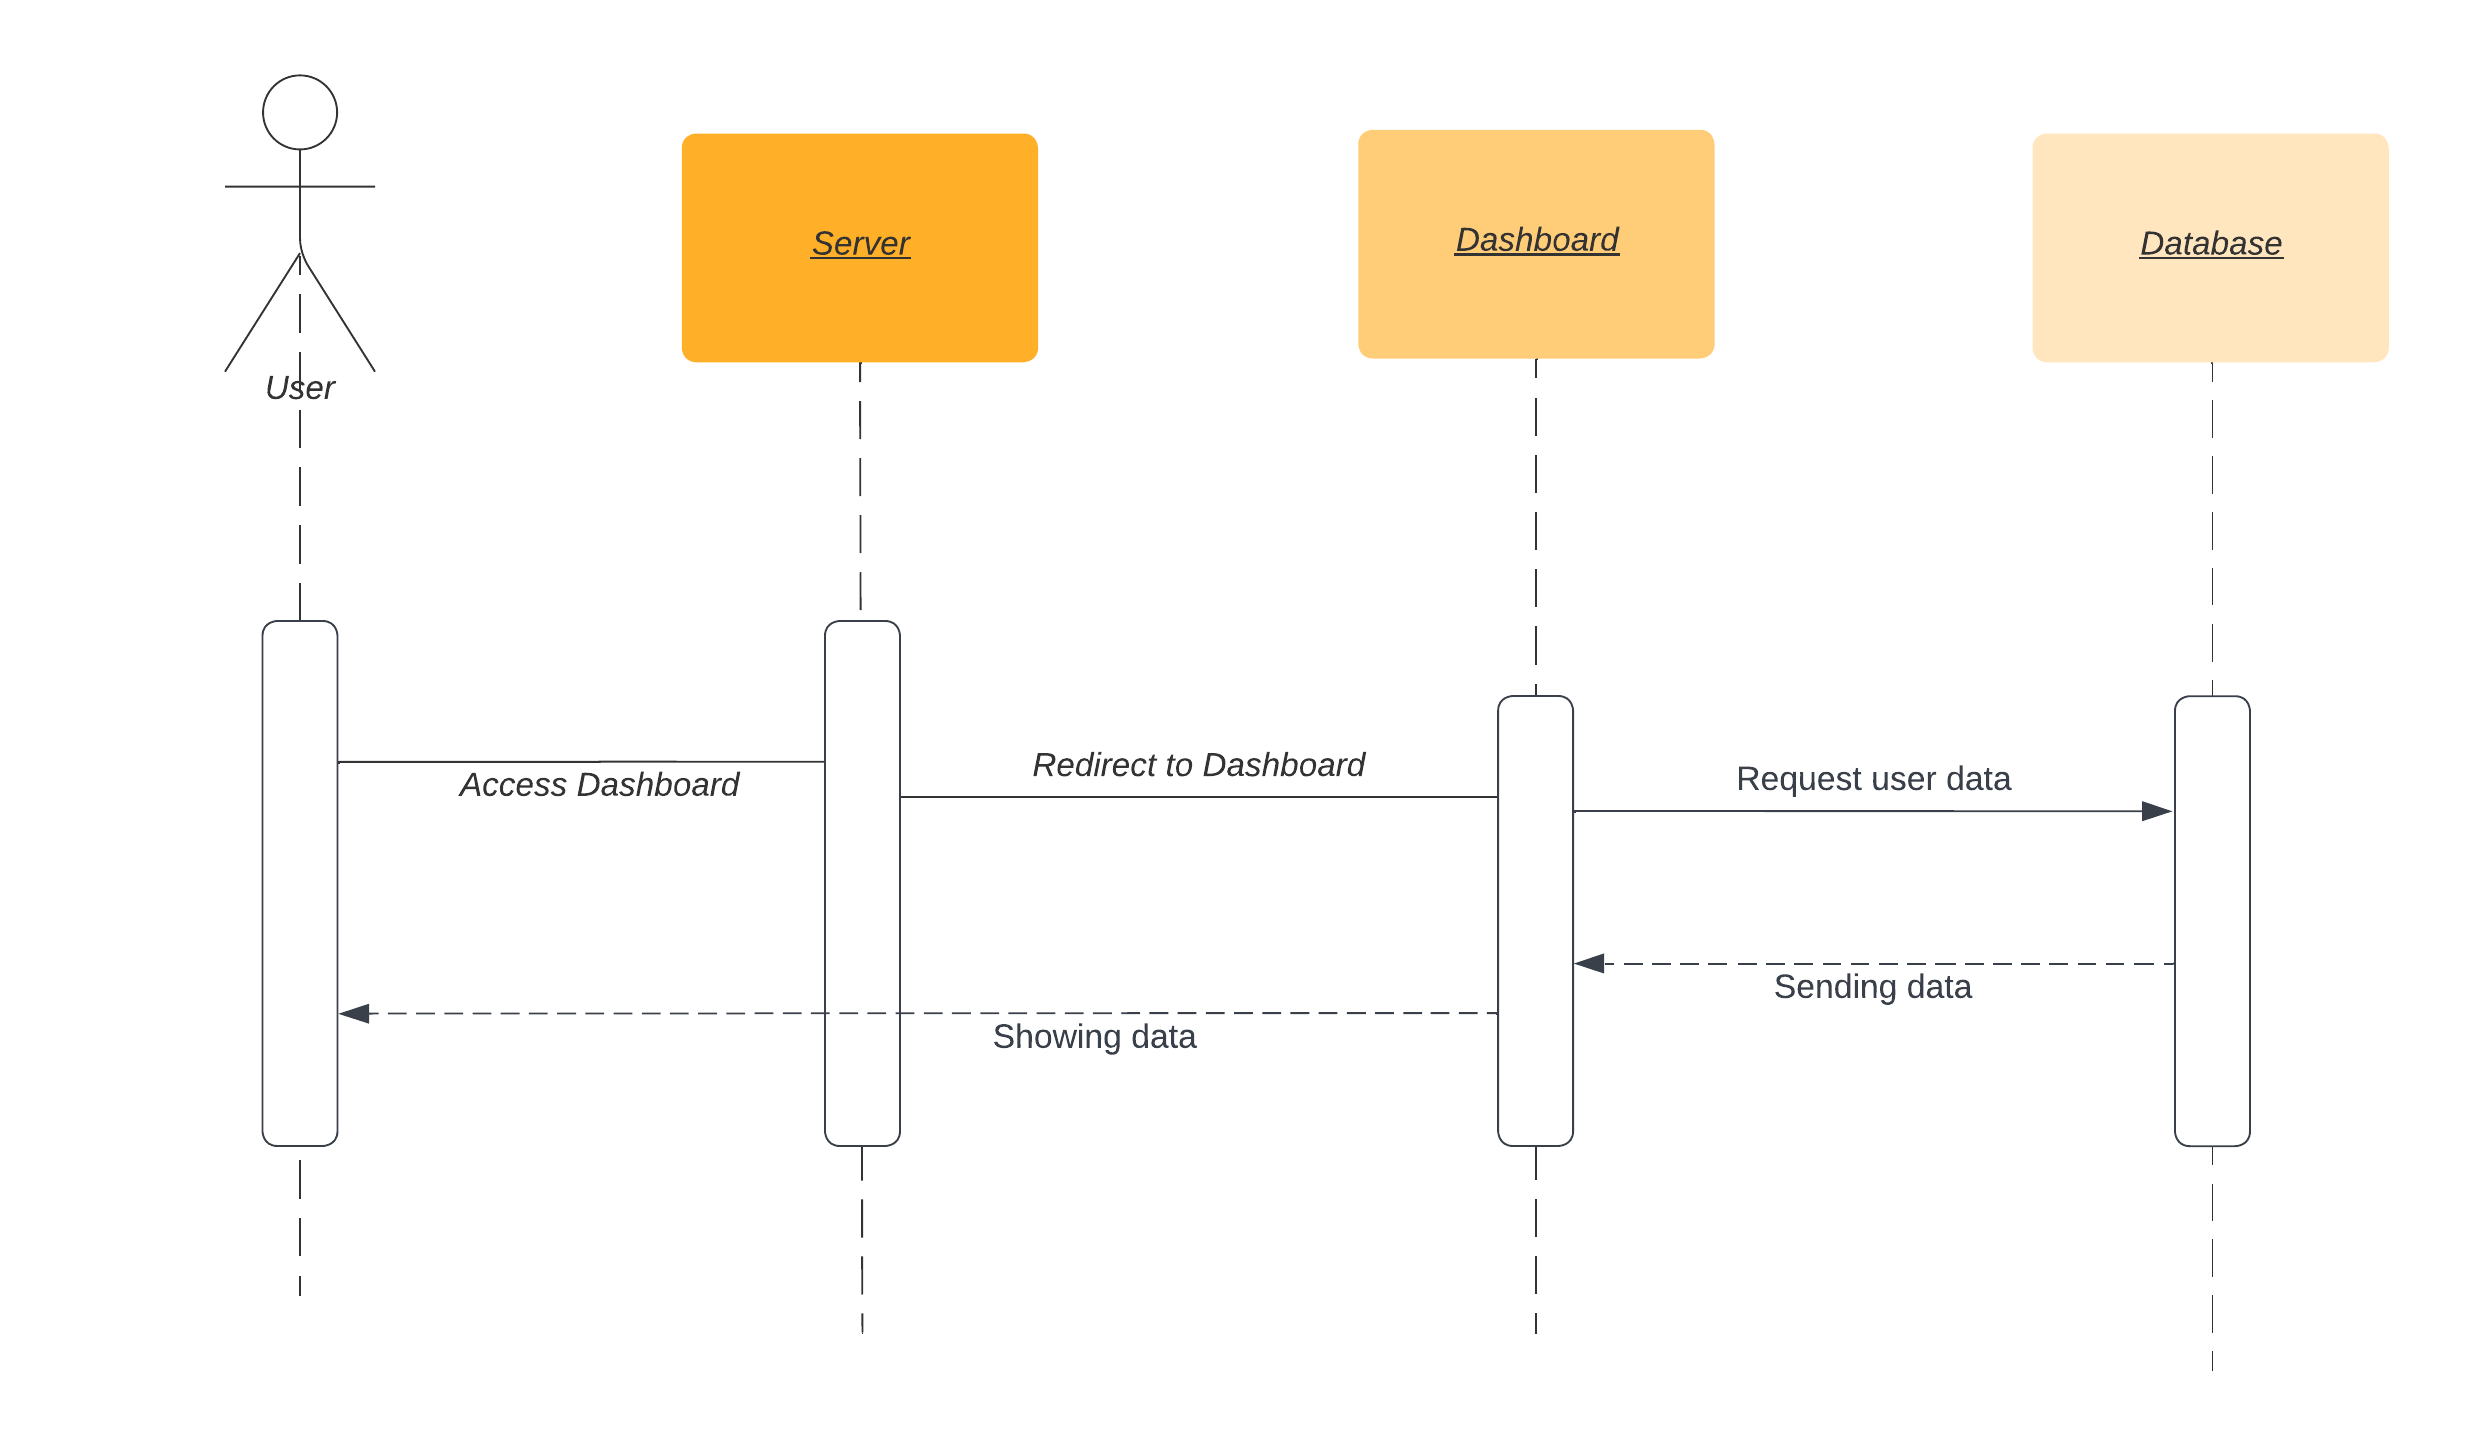 Server
Dashboard
Database
User
Access Dashboard
Redirect to Dashboard
Request user data
Sending data
Showing data